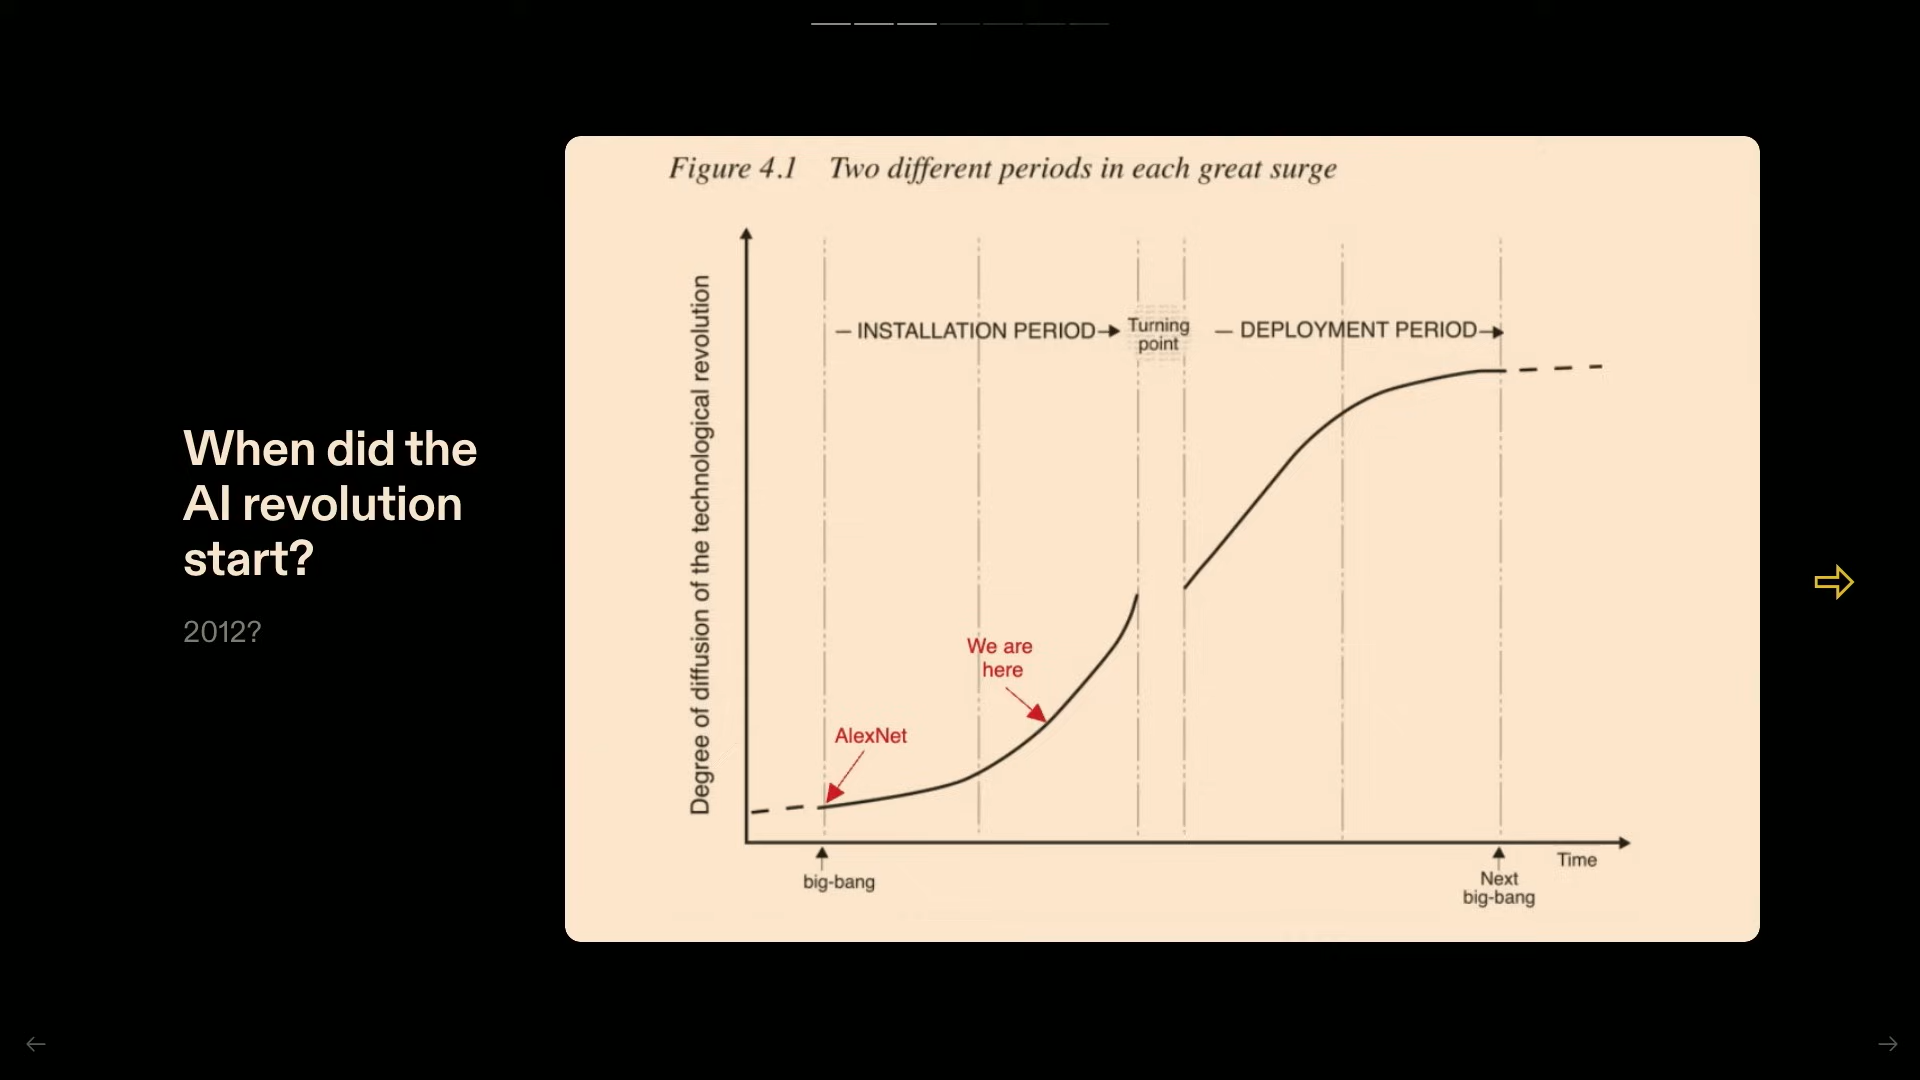 When did the
AI revolution
start?
2012?
Figure 4.1 Two different periods in each great surge
Degree of diffusion of the technological revolution
— INSTALLATION PERIOD→
Turning
point
— DEPLOYMENT PERIOD→
We are
here
AlexNet
big-bang
Time
Next
big-bang